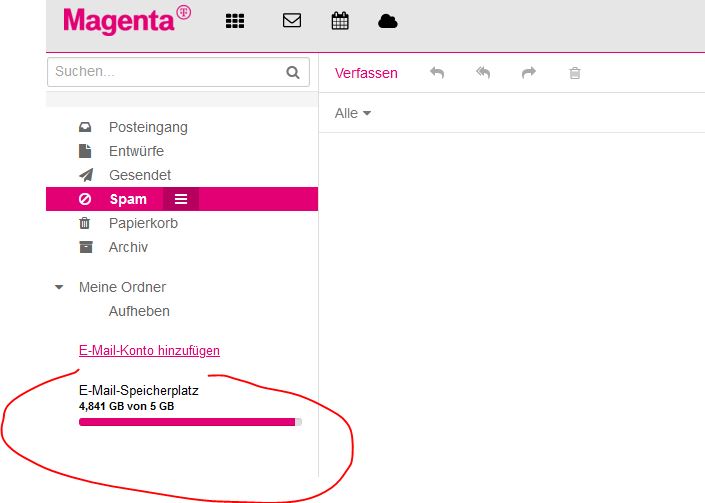 Magenta T
Suchen...
Verfassen
Alle
Posteingang
Entwürfe
Gesendet
Spam
Papierkorb
Archiv
Meine Ordner
Aufheben
E-Mail-Konto hinzufügen
E-Mail-Speicherplatz
4,841 GB von 5 GB